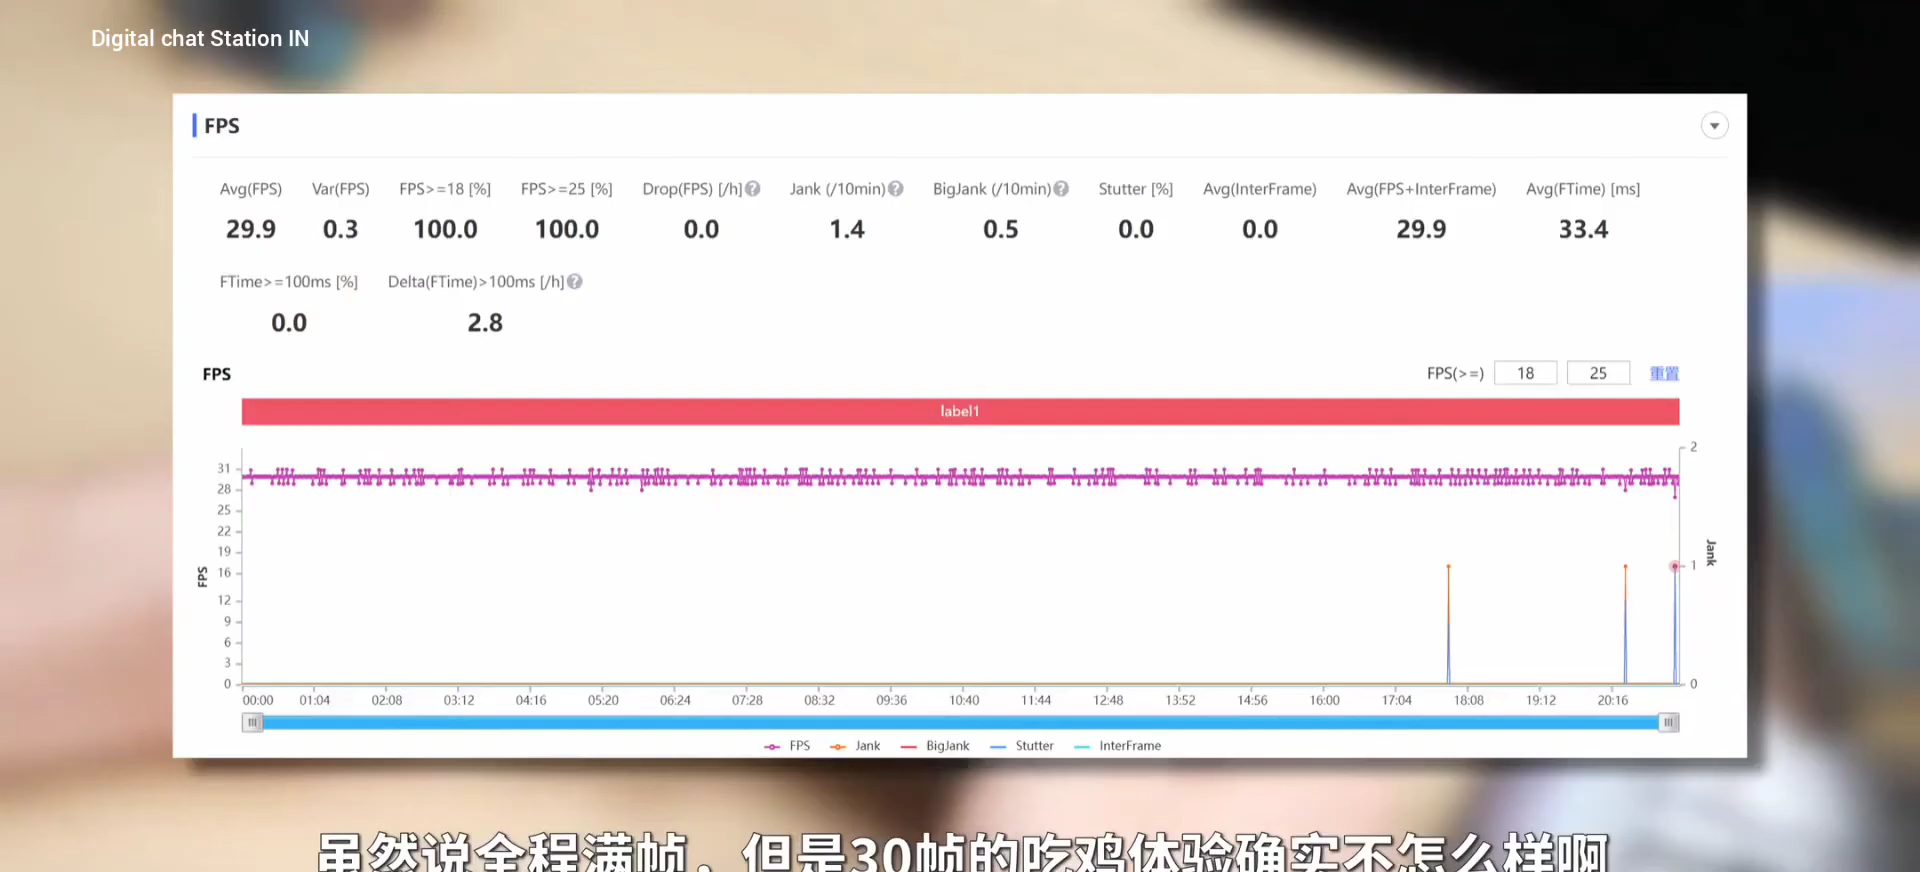 Digital chat Station IN
FPS
Avg(FPS) Var(FPS) FPS>=18 [%] FPS>=25 [%] Drop(FPS) [/h] Jank (/10min) BigJank (/10min) Stutter [%] Avg(InterFrame) Avg(FPS+InterFrame) Avg(FTime) [ms]
29.9 0.3 100.0 100.0 0.0 1.4 0.5 0.0 0.0 29.9 33.4
FTime>=100ms [%] Delta(FTime)>100ms [/h]
0.0 2.8
FPS FPS(>=) 18 25 重置
label1
31
28
25
22
19
16
12
9
6
3
0
FPS
2
1
0
Jank
00:00 01:04 02:08 03:12 04:16 05:20 06:24 07:28 08:32 09:36 10:40 11:44 12:48 13:52 14:56 16:00 17:04 18:08 19:12 20:16
FPS Jank BigJank Stutter InterFrame
虽然说全程满帧，但是30帧的吃鸡体验确实不怎么样啊